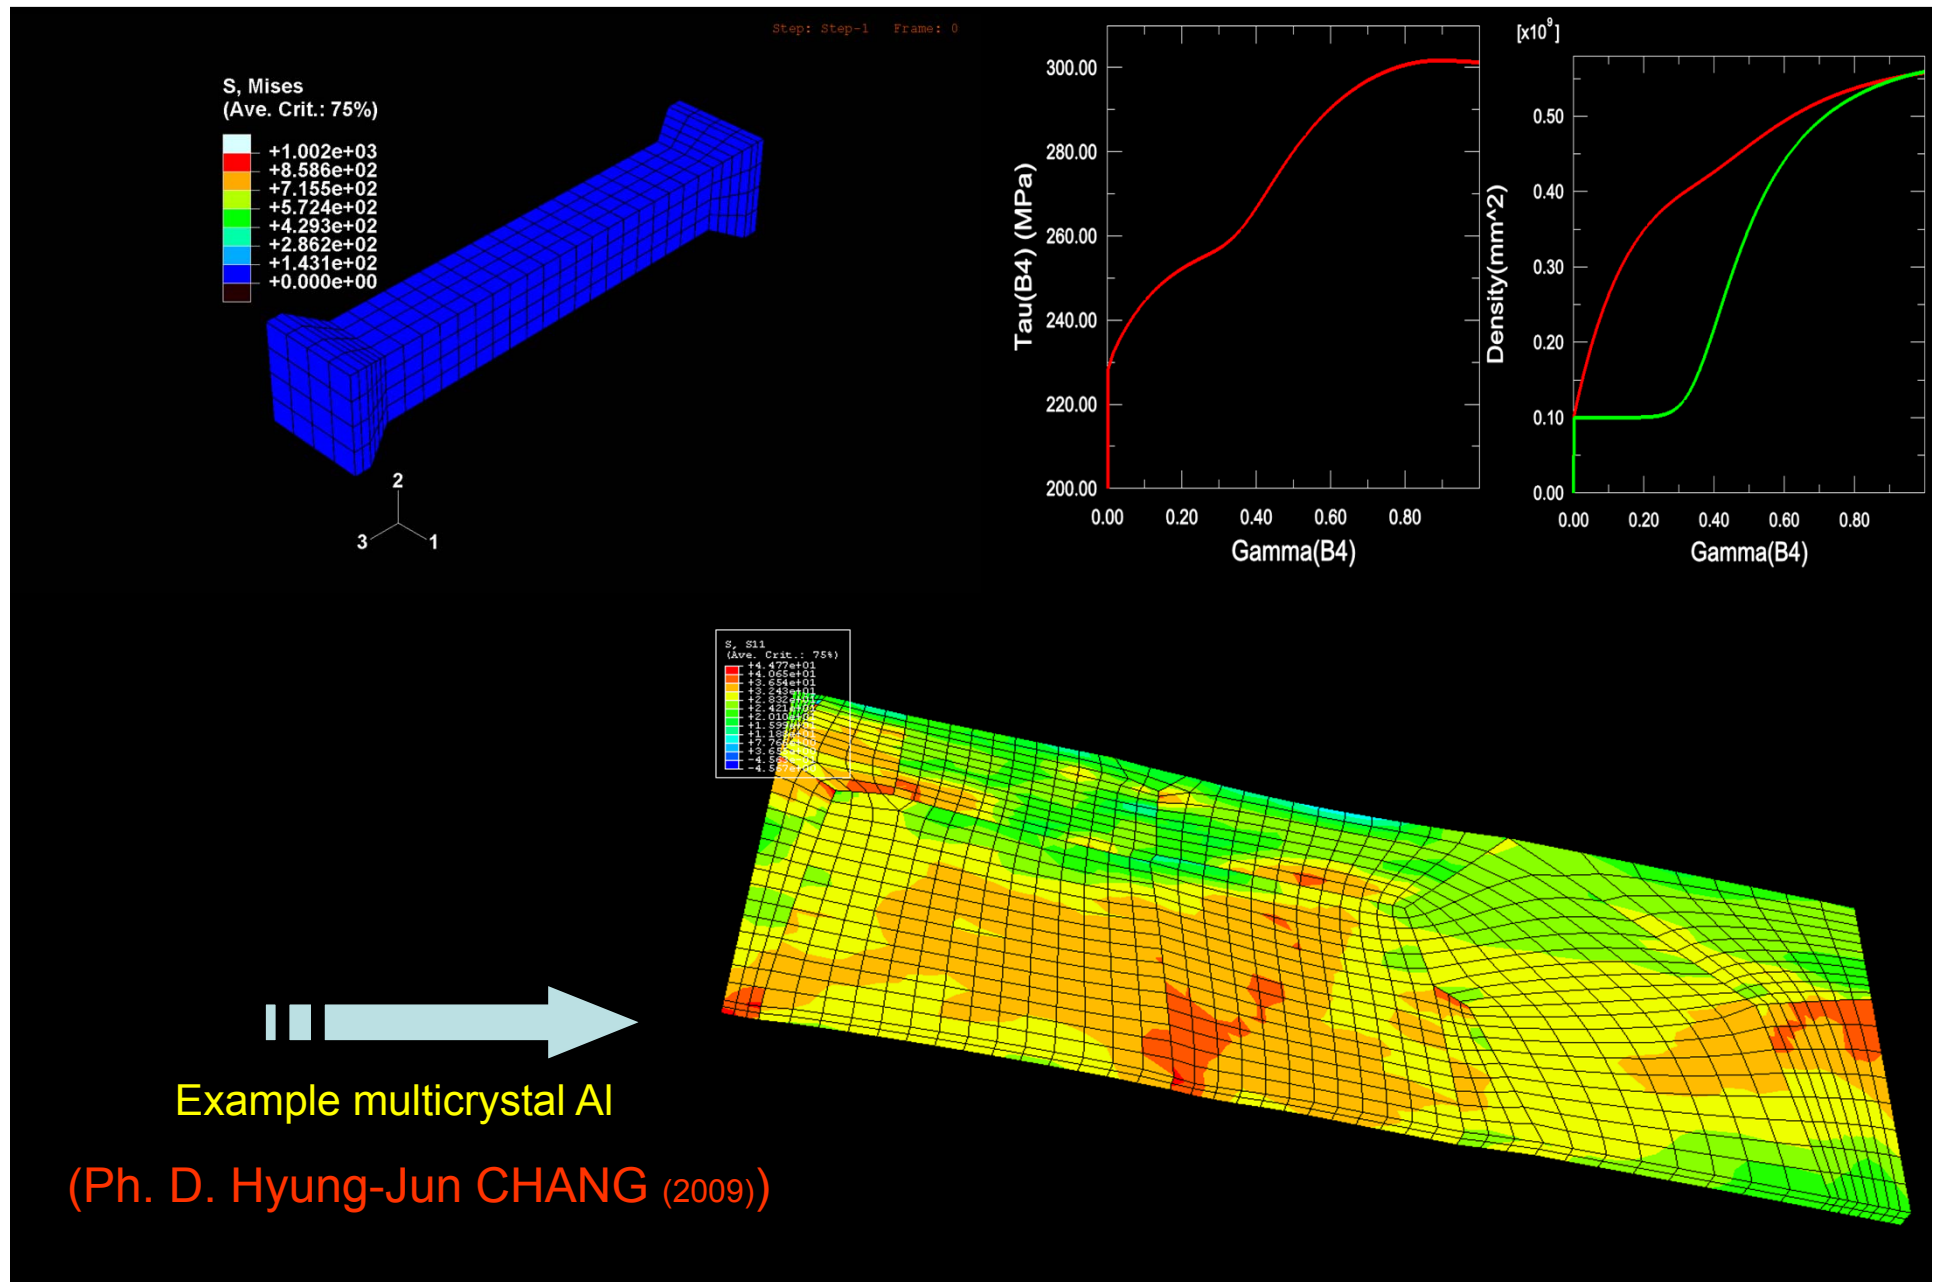 Step: Step-1 Frame: 0
S, Mises
(Ave. Crit.: 75%)
+1.002e+03
+8.586e+02
+7.155e+02
+5.724e+02
+4.293e+02
+2.862e+02
+1.431e+02
+0.000e+00
2
3
1
Tau(B4) (MPa)
300.00
280.00
260.00
240.00
220.00
200.00
0.00 0.20 0.40 0.60 0.80
Gamma(B4)
[x10⁹]
Density(mm^2)
0.50
0.40
0.30
0.20
0.10
0.00
0.00 0.20 0.40 0.60 0.80
Gamma(B4)
S, S11
(Ave. Crit.: 75%)
+4.477e+01
+4.065e+01
+3.654e+01
+3.243e+01
Example multicrystal Al
(Ph. D. Hyung-Jun CHANG (2009))